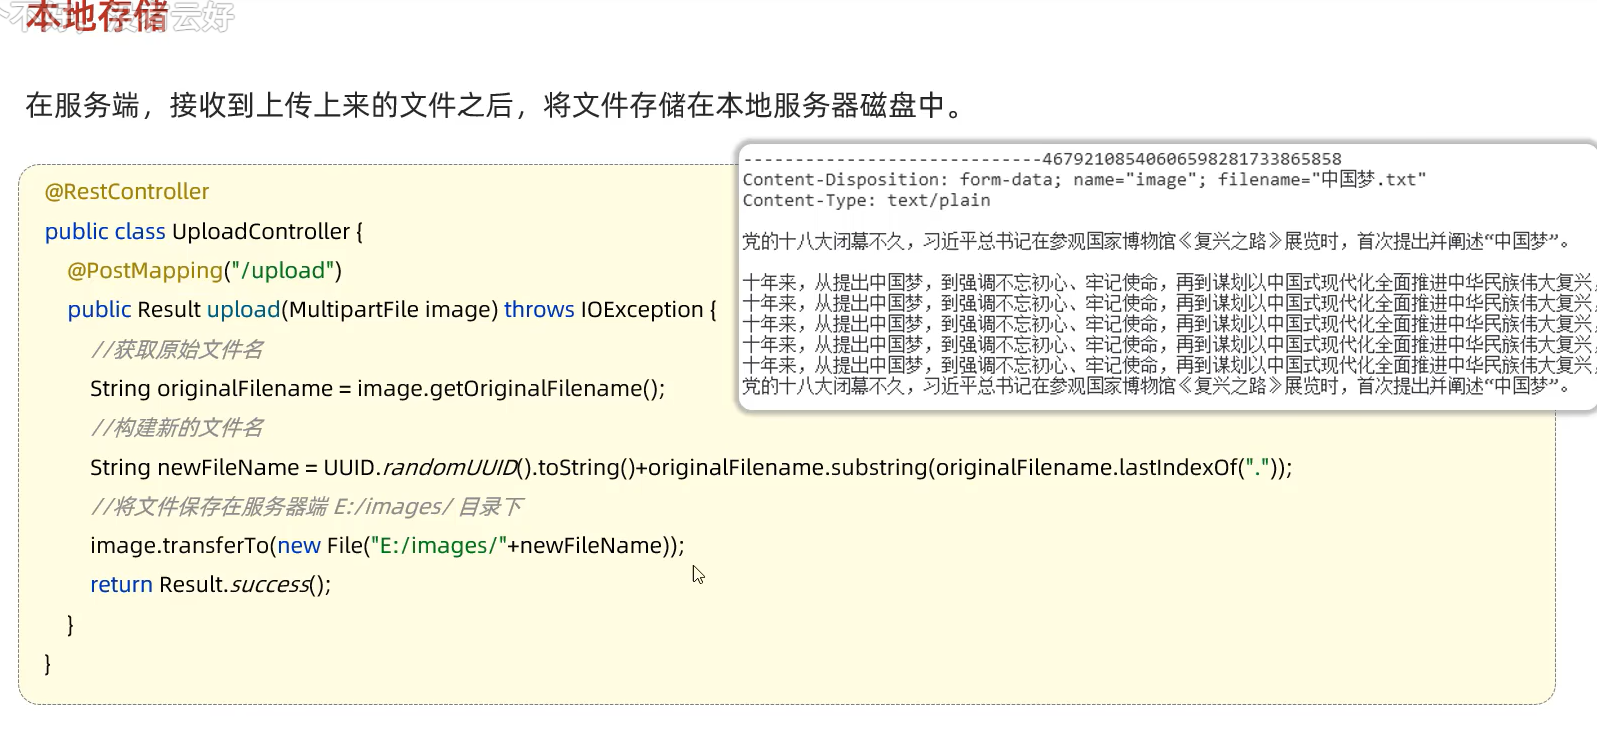 本地存储
云好
在服务端，接收到上传上来的文件之后，将文件存储在本地服务器磁盘中。
@RestController
public class UploadController {
@PostMapping("/upload")
public Result upload(MultipartFile image) throws IOException {
//获取原始文件名
String originalFilename = image.getOriginalFilename();
//构建新的文件名
String newFileName = UUID.randomUUID().toString()+originalFilename.substring(originalFilename.lastIndexOf("."));
//将文件保存在服务器端 E:/images/ 目录下
image.transferTo(new File("E:/images/"+newFileName));
return Result.success();
}
}
-----------------------------46792108540606598281733865858
Content-Disposition: form-data; name="image"; filename="中国梦.txt"
Content-Type: text/plain
党的十八大闭幕不久，习近平总书记在参观国家博物馆《复兴之路》展览时，首次提出并阐述“中国梦”。
十年来，从提出中国梦，到强调不忘初心、牢记使命，再到谋划以中国式现代化全面推进中华民族伟大复兴，
十年来，从提出中国梦，到强调不忘初心、牢记使命，再到谋划以中国式现代化全面推进中华民族伟大复兴，
十年来，从提出中国梦，到强调不忘初心、牢记使命，再到谋划以中国式现代化全面推进中华民族伟大复兴，
十年来，从提出中国梦，到强调不忘初心、牢记使命，再到谋划以中国式现代化全面推进中华民族伟大复兴，
十年来，从提出中国梦，到强调不忘初心、牢记使命，再到谋划以中国式现代化全面推进中华民族伟大复兴，
党的十八大闭幕不久，习近平总书记在参观国家博物馆《复兴之路》展览时，首次提出并阐述“中国梦”。